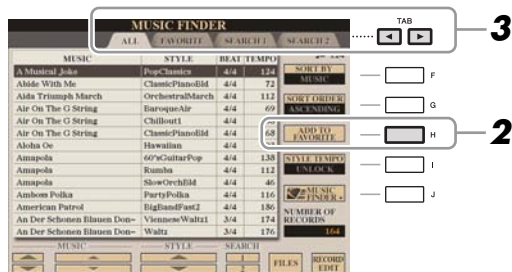 MUSIC FINDER
TAB
ALL FAVORITE SEARCH 1 SEARCH 2
3
MUSIC STYLE BEAT TEMPO
A Musical Joke PopClassics 4/4 124
Abide With Me ClassicPianoBld 4/4 72
Aida Triumph March OrchestralMarch 4/4 112
Air On The G String BaroqueAir 4/4 69
Air On The G String Chillout1 4/4
Air On The G String ClassicPianoBld 4/4 68
Aloha Oe Hawaiian 4/4
Amapola 60'sGuitarPop 4/4 138
Amapola Rumba 4/4 112
Amapola SlowOrchBld 4/4 46
Amboss Polka PartyPolka 4/4 116
American Patrol BigBandFast2 4/4 186
An Der Schonen Blauen Don~ VienneseWaltz1 3/4 174
An Der Schonen Blauen Don~ Waltz 3/4 176
SORT BY
MUSIC
F
SORT ORDER
ASCENDING
G
ADD TO
FAVORITE
H
2
STYLE TEMPO
UNLOCK
I
MUSIC
FINDER +
J
NUMBER OF
RECORDS
164
MUSIC STYLE SEARCH
1
2
FILES
RECORD
EDIT